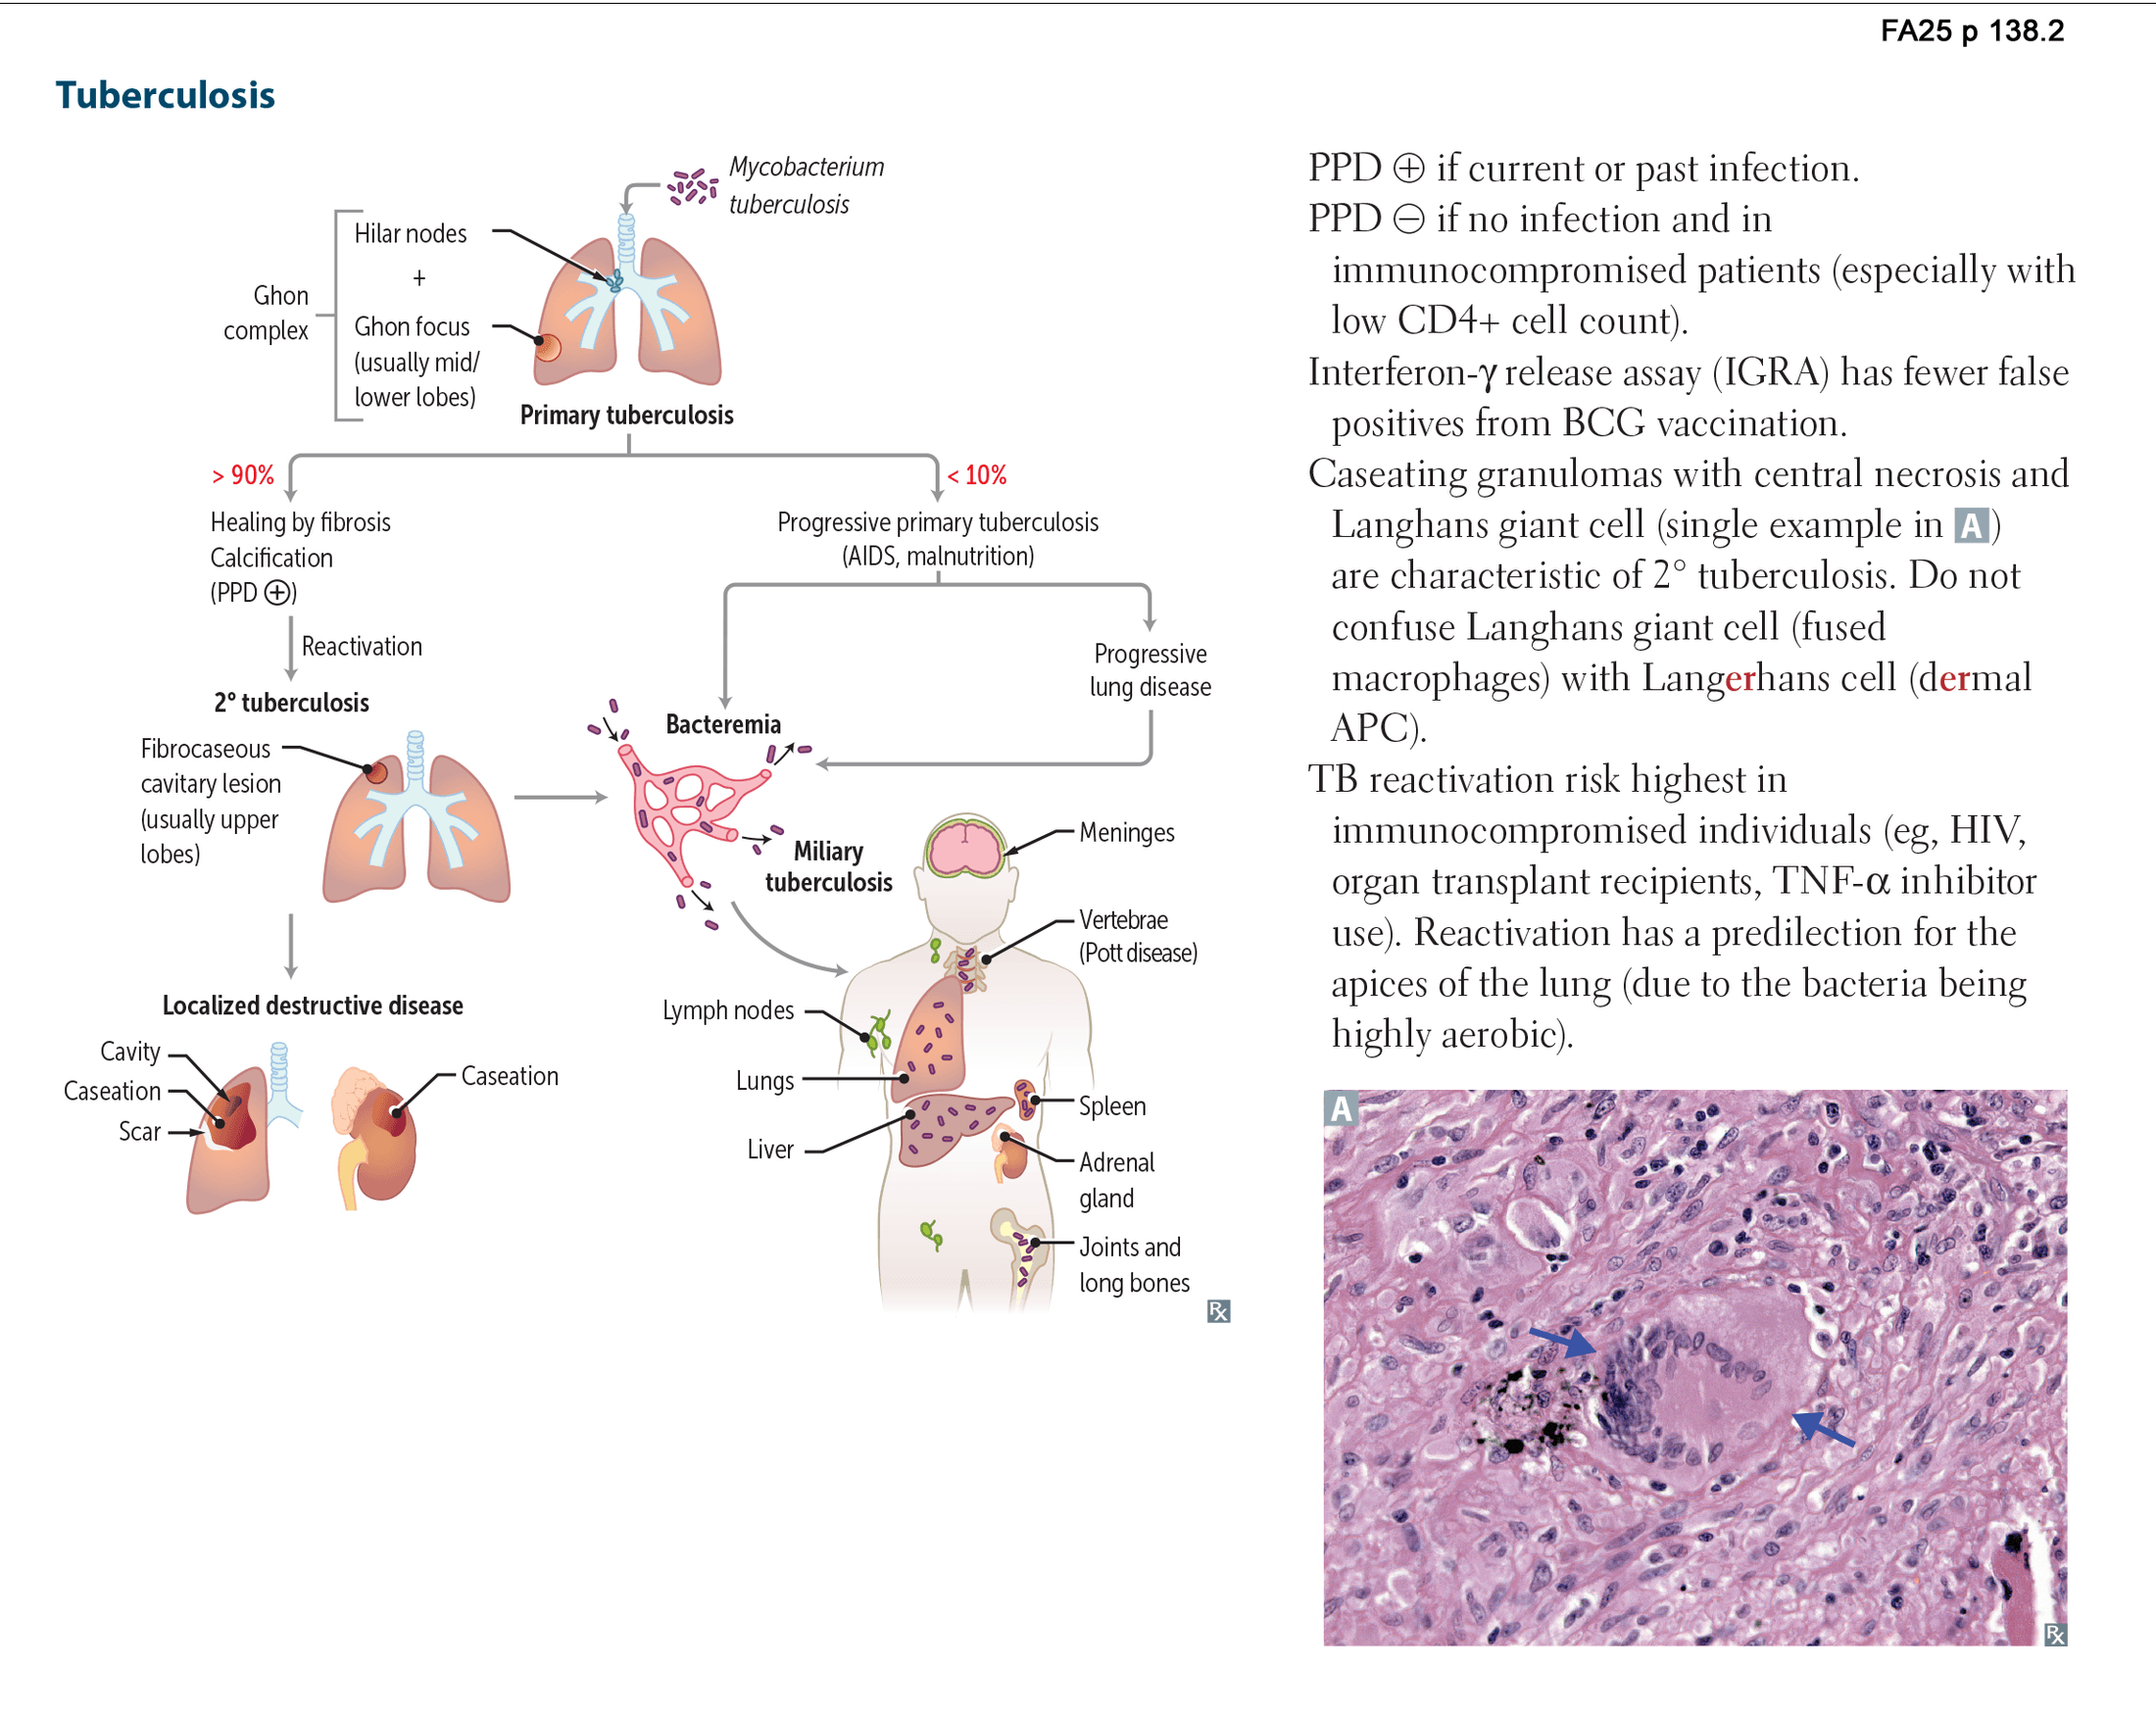 FA25 p 138.2
Tuberculosis
Mycobacterium
tuberculosis
Hilar nodes
+
Ghon
complex
Ghon focus
(usually mid/
lower lobes)
Primary tuberculosis
> 90%
< 10%
Healing by fibrosis
Calcification
(PPD ⊕)
Progressive primary tuberculosis
(AIDS, malnutrition)
Reactivation
Progressive
lung disease
2° tuberculosis
Bacteremia
Fibrocaseous
cavitary lesion
(usually upper
lobes)
Miliary
tuberculosis
Meninges
Vertebrae
(Pott disease)
Lymph nodes
Lungs
Liver
Spleen
Adrenal
gland
Joints and
long bones
Localized destructive disease
Cavity
Caseation
Scar
Caseation
Rx
PPD ⊕ if current or past infection.
PPD ⊖ if no infection and in
immunocompromised patients (especially with
low CD4+ cell count).
Interferon-γ release assay (IGRA) has fewer false
positives from BCG vaccination.
Caseating granulomas with central necrosis and
Langhans giant cell (single example in A)
are characteristic of 2° tuberculosis. Do not
confuse Langhans giant cell (fused
macrophages) with Langerhans cell (dermal
APC).
TB reactivation risk highest in
immunocompromised individuals (eg, HIV,
organ transplant recipients, TNF-α inhibitor
use). Reactivation has a predilection for the
apices of the lung (due to the bacteria being
highly aerobic).
A
Rx